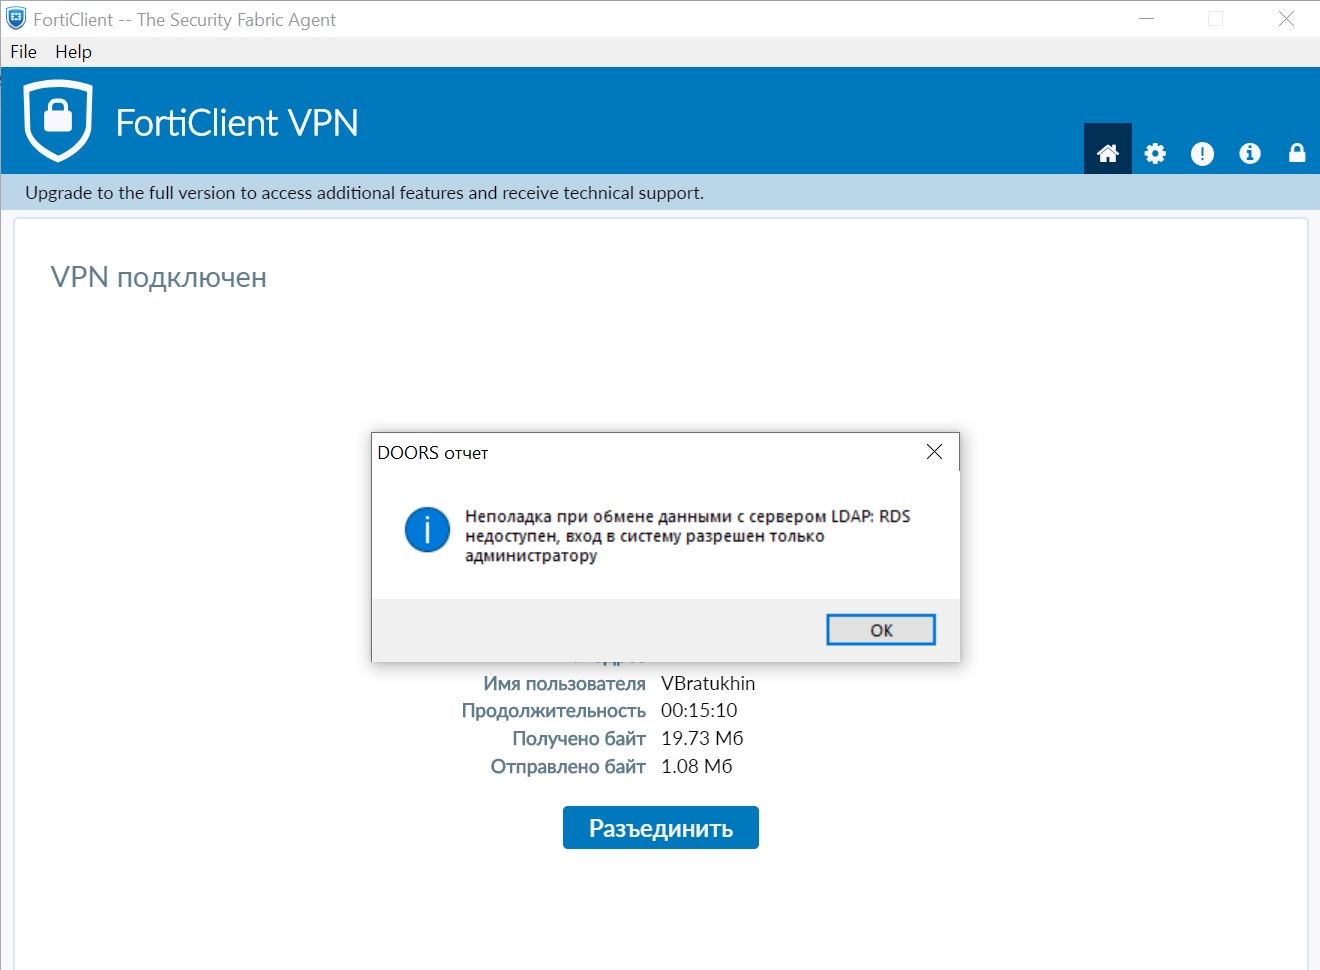 FortiClient -- The Security Fabric Agent
File Help
FortiClient VPN
Upgrade to the full version to access additional features and receive technical support.
VPN подключен
DOORS отчет
Неполадка при обмене данными с сервером LDAP: RDS
недоступен, вход в систему разрешен только
администратору
OK
Имя пользователя VBratukhin
Продолжительность 00:15:10
Получено байт 19.73 Мб
Отправлено байт 1.08 Мб
Разъединить